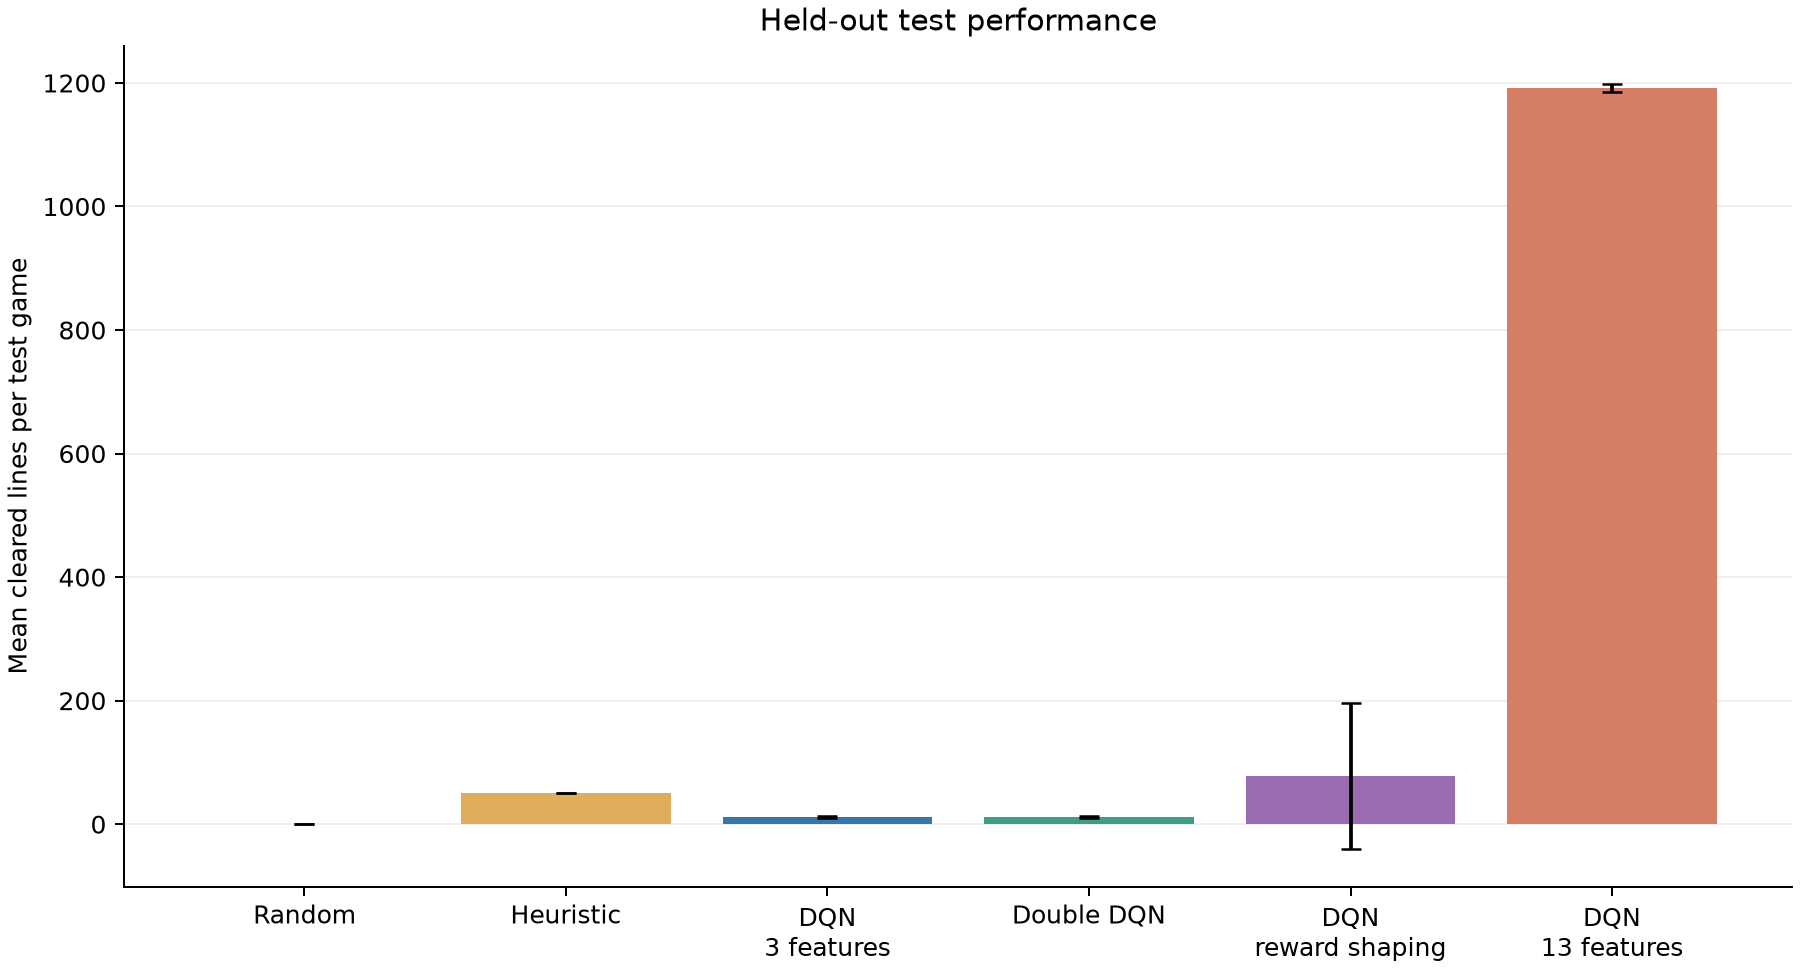 Held-out test performance
Mean cleared lines per test game
1200
1000
800
600
400
200
0
Random
Heuristic
DQN
3 features
Double DQN
DQN
reward shaping
DQN
13 features